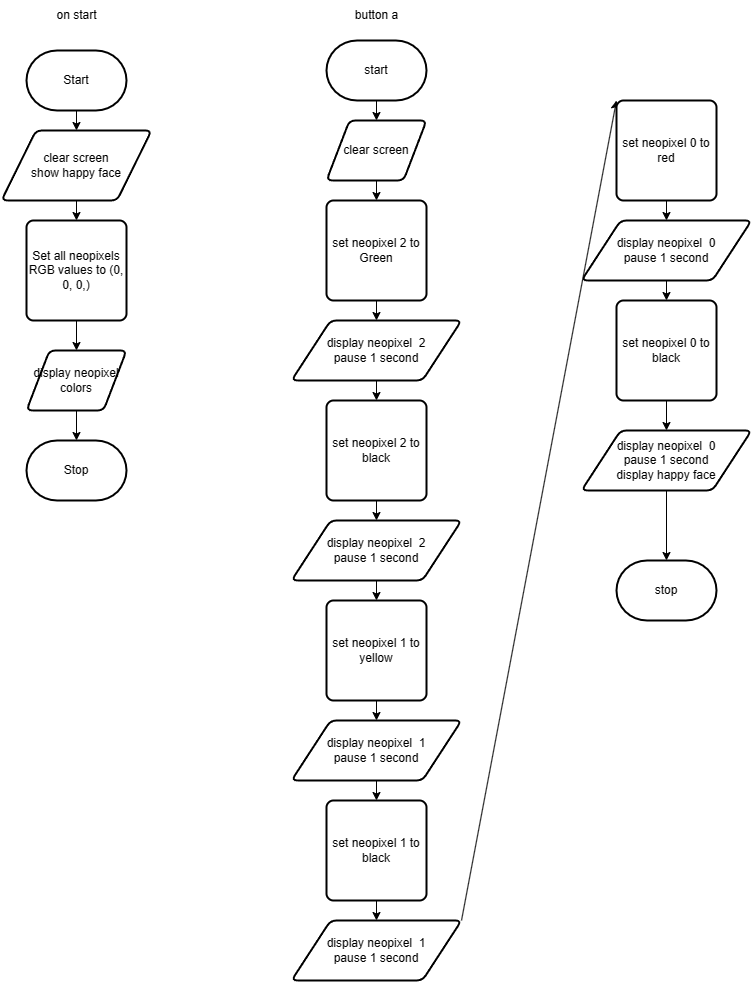 on start
Start
clear screen
show happy face
Set all neopixels
RGB values to (0,
0, 0,)
display neopixel
colors
Stop
button a
start
clear screen
set neopixel 2 to
Green
display neopixel  2
pause 1 second
set neopixel 2 to
black
display neopixel  2
pause 1 second
set neopixel 1 to
yellow
display neopixel  1
pause 1 second
set neopixel 1 to
black
display neopixel  1
pause 1 second
set neopixel 0 to
red
display neopixel  0
pause 1 second
set neopixel 0 to
black
display neopixel  0
pause 1 second
display happy face
stop